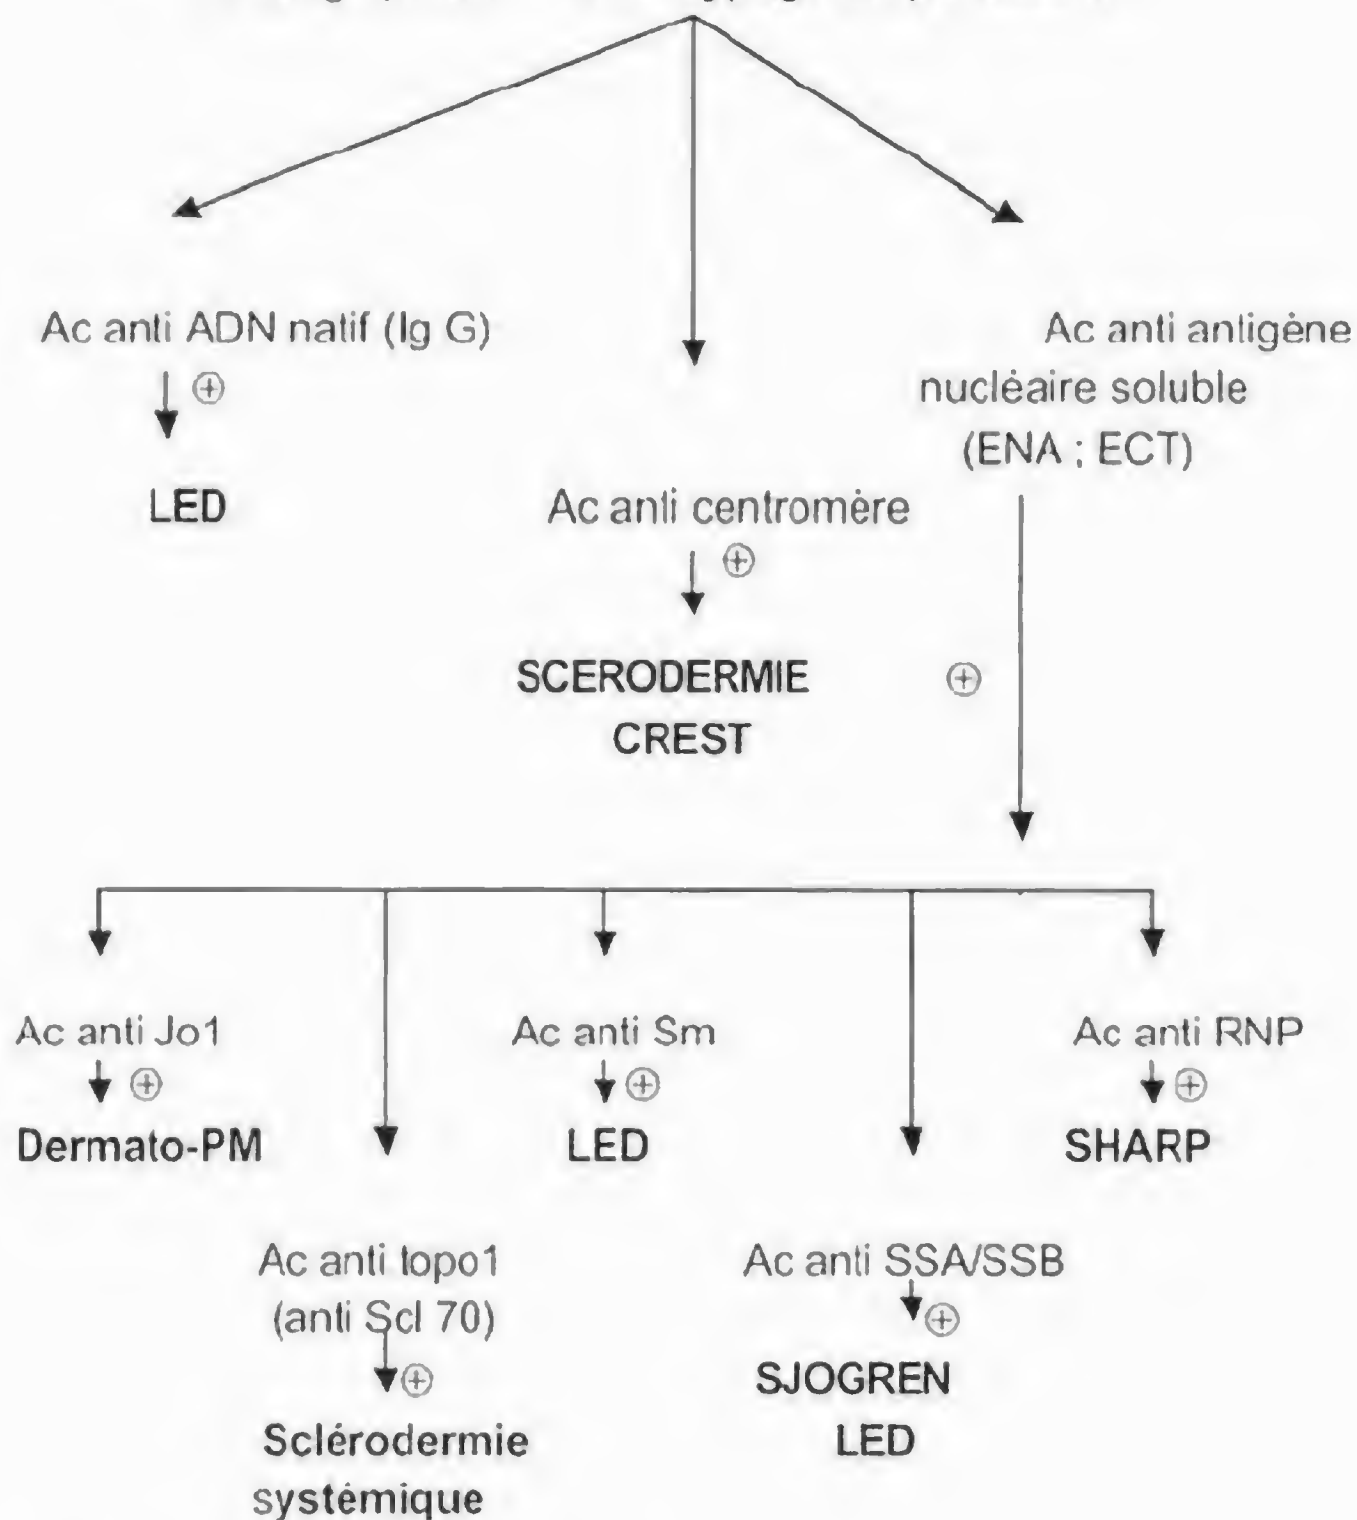 Ac anti ADN natif (Ig G)
⊕
LED
Ac anti centromère
⊕
SCERODERMIE
CREST
Ac anti antigène
nucléaire soluble
(ENA ; ECT)
⊕
Ac anti Jo1
⊕
Dermato-PM
Ac anti topo1
(anti Scl 70)
⊕
Sclérodermie
systémique
Ac anti Sm
⊕
LED
Ac anti SSA/SSB
⊕
SJOGREN
LED
Ac anti RNP
⊕
SHARP